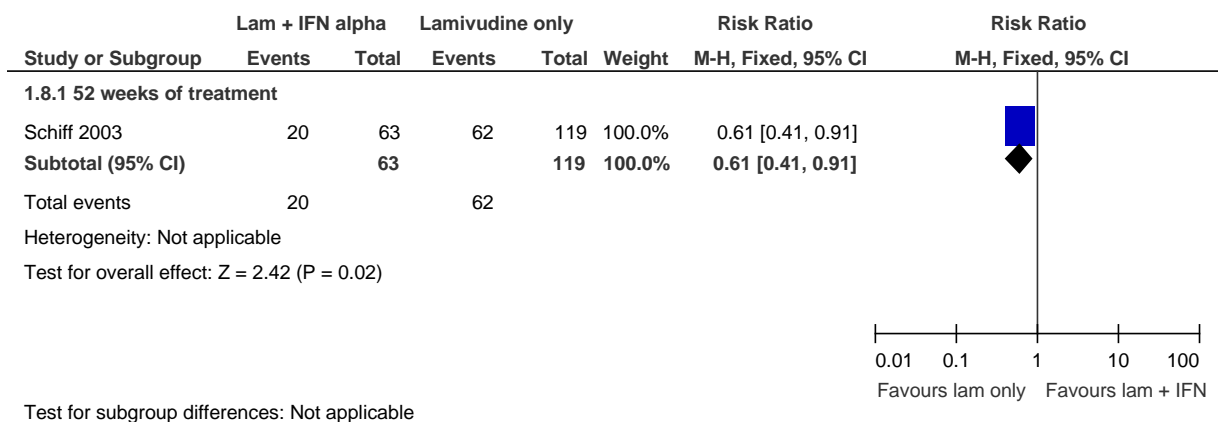 Lam + IFN alpha Lamivudine only Risk Ratio Risk Ratio
Study or Subgroup Events Total Events Total Weight M-H, Fixed, 95% CI M-H, Fixed, 95% CI
1.8.1 52 weeks of treatment
Schiff 2003 20 63 62 119 100.0% 0.61 [0.41, 0.91]
Subtotal (95% CI) 63 119 100.0% 0.61 [0.41, 0.91]
Total events 20 62
Heterogeneity: Not applicable
Test for overall effect: Z = 2.42 (P = 0.02)
0.01 0.1 1 10 100
Favours lam only Favours lam + IFN
Test for subgroup differences: Not applicable